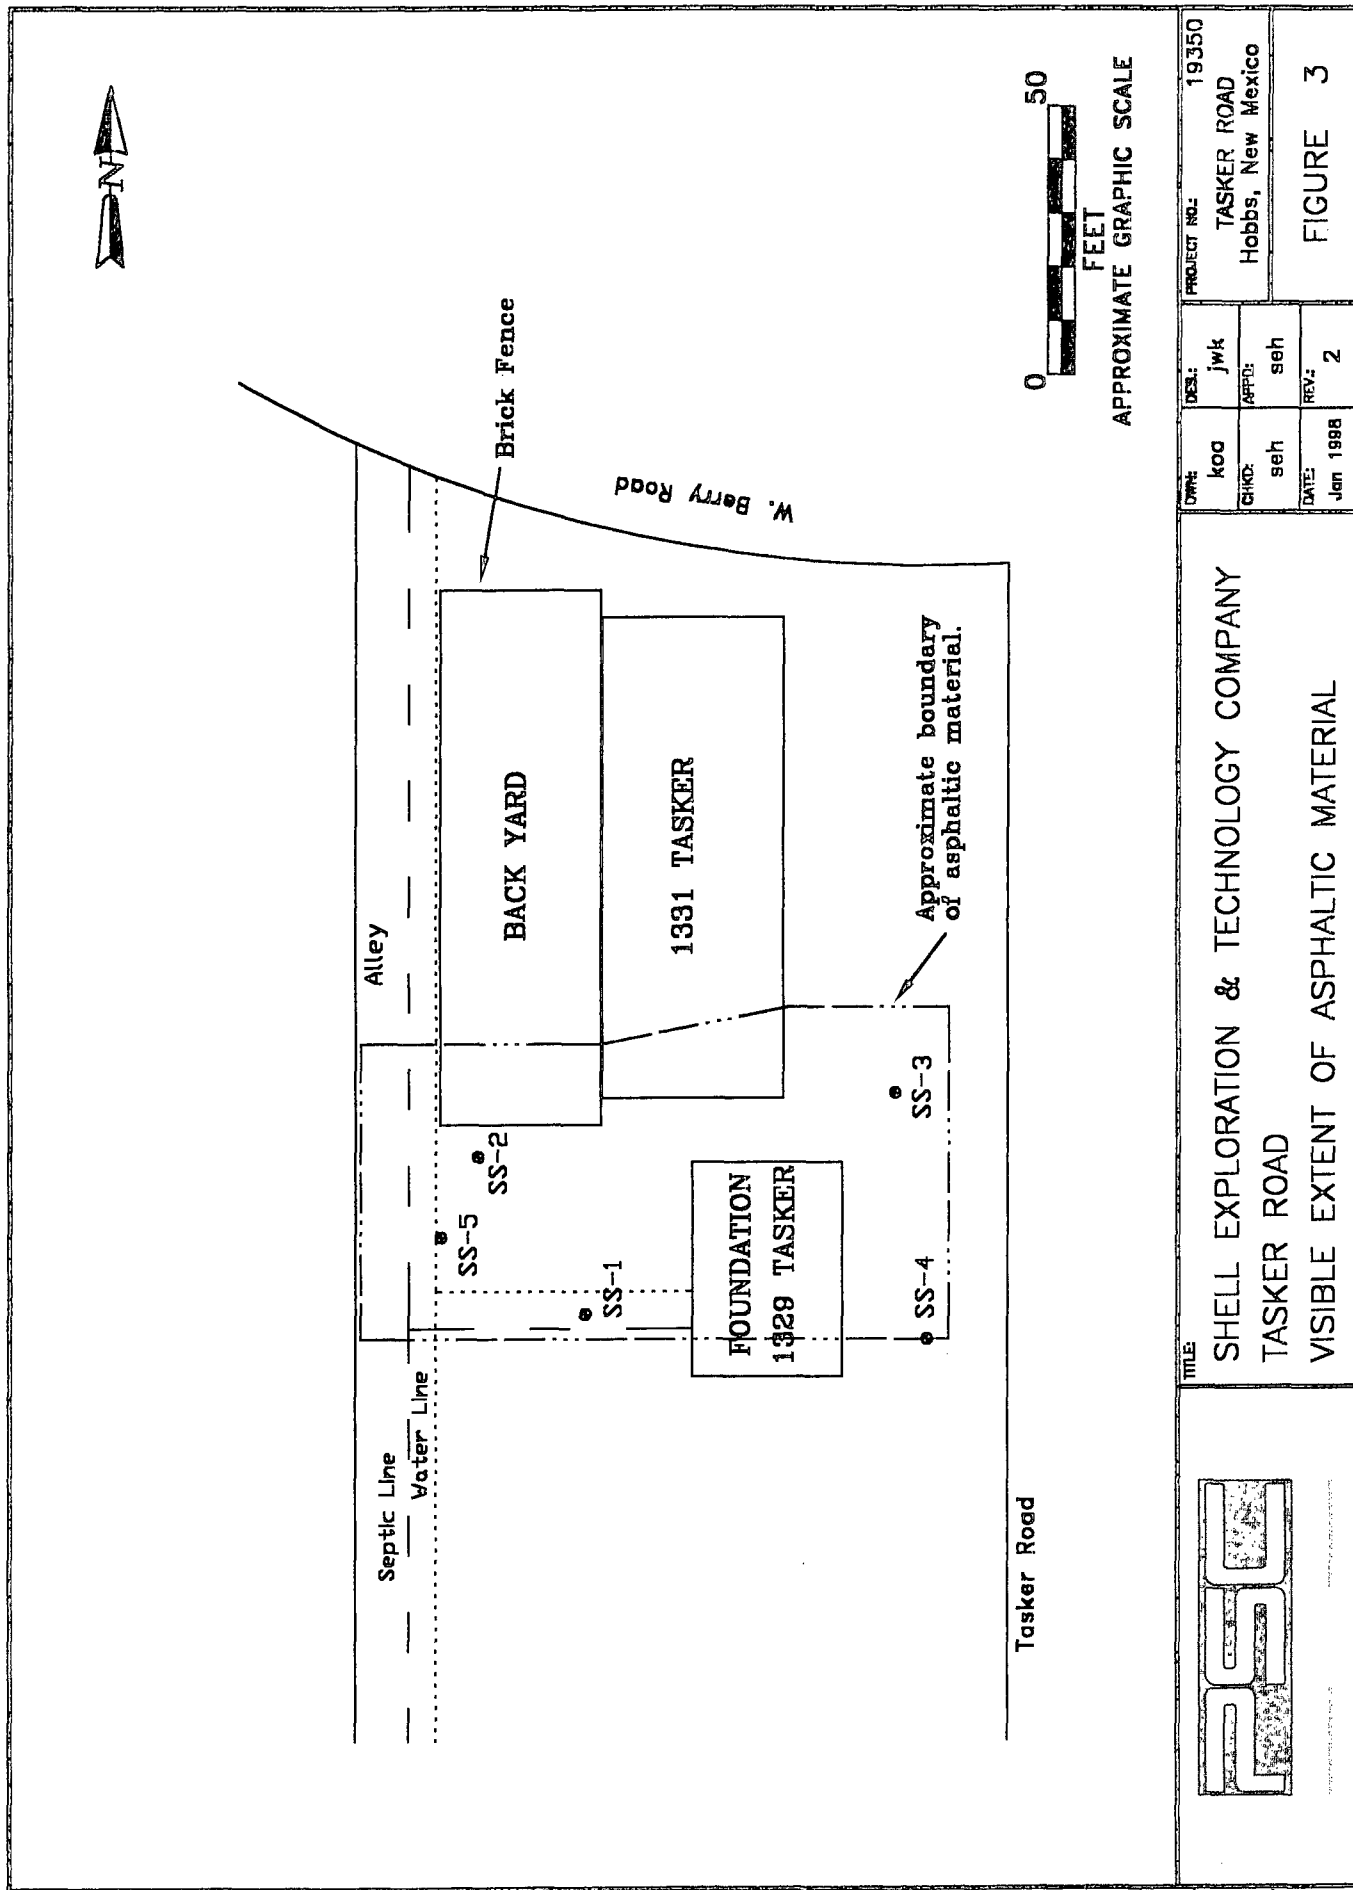 N
Brick Fence
W. Berry Road
Alley
BACK YARD
1331 TASKER
Approximate boundary
of asphaltic material.
SS-2
SS-5
SS-1
SS-3
SS-4
FOUNDATION
1329 TASKER
Septic Line
Water Line
Tasker Road
0 50
FEET
APPROXIMATE GRAPHIC SCALE
PSC
TITLE:
SHELL EXPLORATION & TECHNOLOGY COMPANY
TASKER ROAD
VISIBLE EXTENT OF ASPHALTIC MATERIAL
DWN:
koa
DES.:
jwk
CHKD:
seh
APPD:
seh
DATE:
Jan 1998
REV.:
2
PROJECT NO.: 19350
TASKER ROAD
Hobbs, New Mexico
FIGURE 3